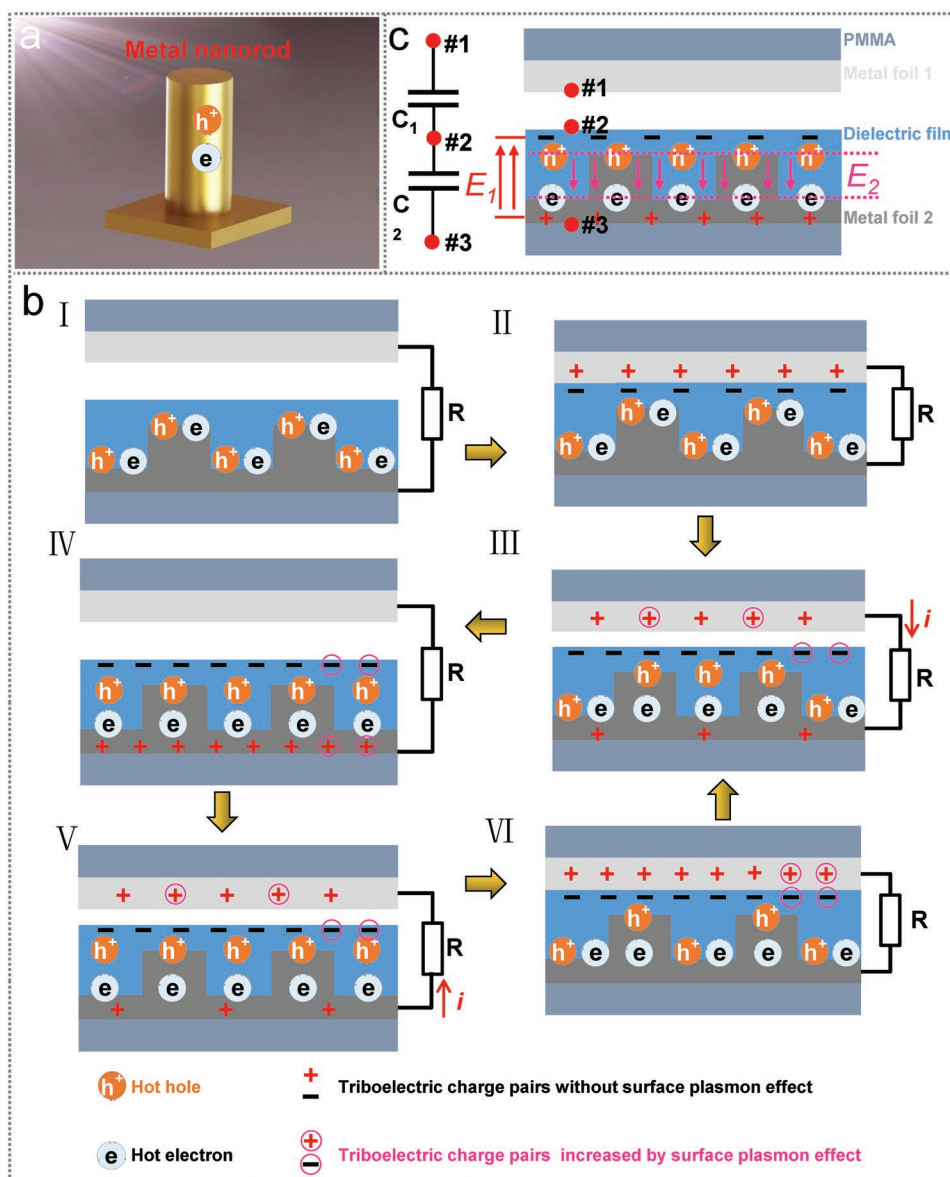 a
Metal nanorod
h+
e
C
#1
C1
#2
C
2
#3
PMMA
Metal foil 1
#1
#2
Dielectric film
h+ h+ h+ h+ h+
E1
E2
e e e e e
+ + + + +
Metal foil 2
#3
b
I
R
h+ e h+ e
h+ e h+ e h+ e
II
+ + + + + +
R
h+ e h+ e
h+ e h+ e h+ e
IV
R
h+ h+ h+ h+ h+
e e e e e
+ + + + + + + +
III
+ + + + +
i
R
h+ h+ h+
h+ e e e e h+ e
+ + +
V
+ + + + +
R
h+ h+ h+ h+ h+
e e e e e
i
+ + +
VI
+ + + + + + + +
R
h+ h+
h+ e e h+ e e h+ e
h+ Hot hole
+ − Triboelectric charge pairs without surface plasmon effect
e Hot electron
+ − Triboelectric charge pairs increased by surface plasmon effect